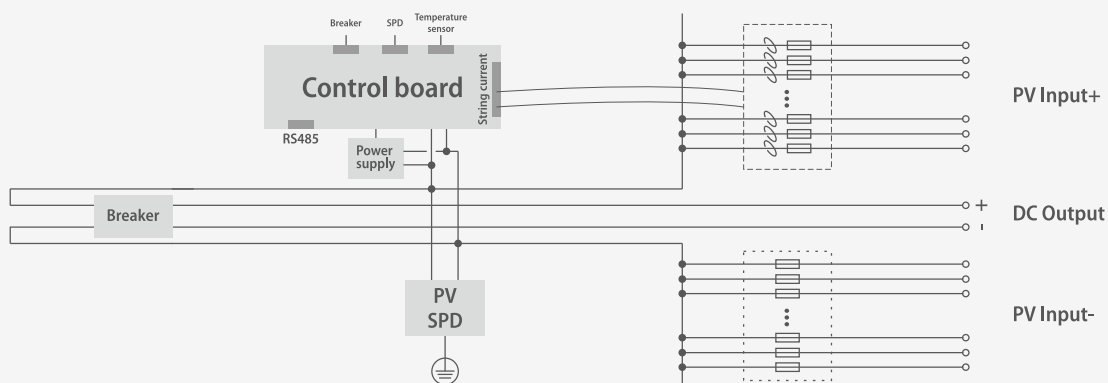 Breaker
SPD
Temperature
sensor
Control board
String current
RS485
Power
supply
PV Input+
Breaker
+
DC Output
-
PV
SPD
PV Input-